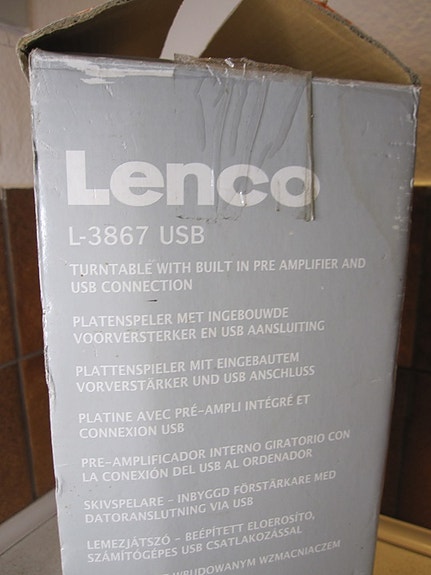 Lenco
L-3867 USB
TURNTABLE WITH BUILT IN PRE AMPLIFIER AND
USB CONNECTION
PLATENSPELER MET INGEBOUWDE
VOORVERSTERKER EN USB AANSLUITING
PLATTENSPIELER MIT EINGEBAUTEM
VORVERSTÄRKER UND USB ANSCHLUSS
PLATINE AVEC PRÉ-AMPLI INTÉGRÉ ET
CONNEXION USB
PRE-AMPLIFICADOR INTERNO GIRATORIO CON
LA CONEXIÓN DEL USB AL ORDENADOR
SKIVSPELARE - INBYGGD FÖRSTÄRKARE MED
DATORANSLUTNING VIA USB
LEMEZJÁTSZÓ - BEÉPÍTETT ELOEROSÍTO,
SZÁMÍTÓGÉPES USB CSATLAKOZÁSSAL
WBUDOWANYM WZMACNIACZEM